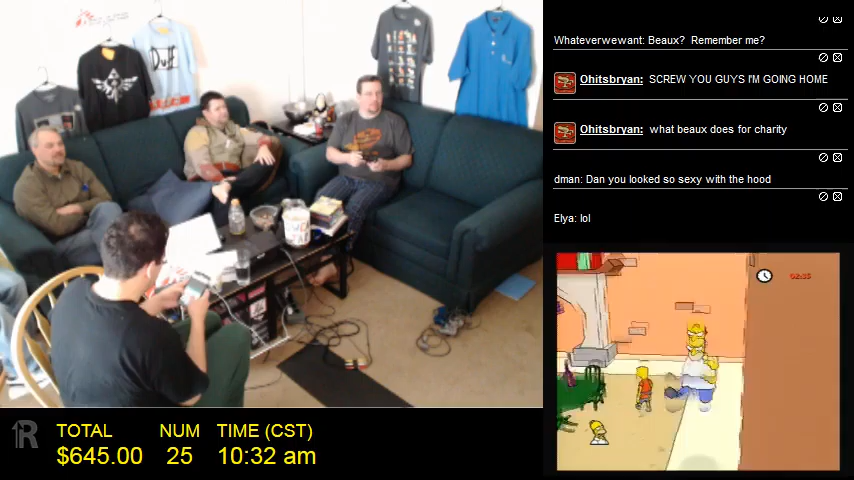 Duff
Whateverwewant: Beaux? Remember me?
Ohitsbryan: SCREW YOU GUYS I'M GOING HOME
Ohitsbryan: what beaux does for charity
dman: Dan you looked so sexy with the hood
Elya: lol
TOTAL NUM TIME (CST)
$645.00 25 10:32 am